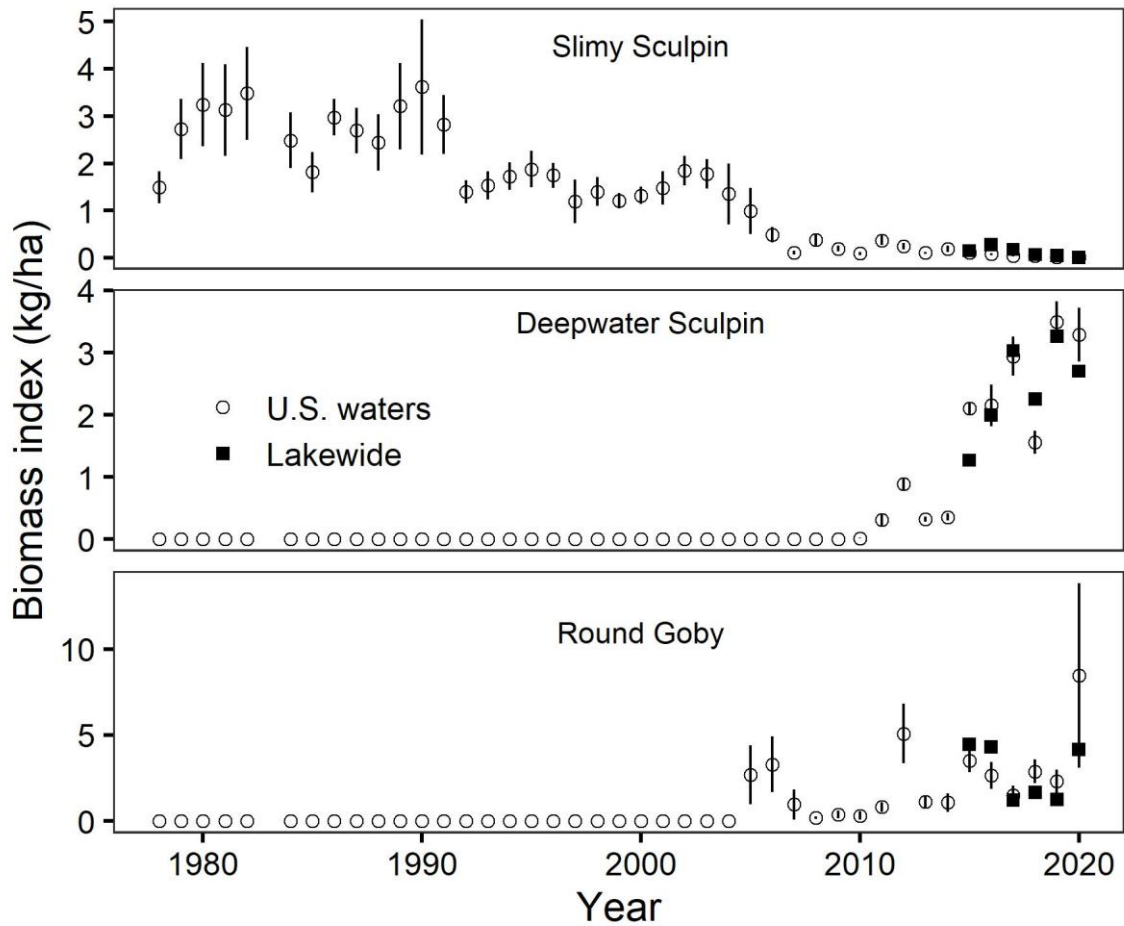 Biomass index (kg/ha)
5
4
3
2
1
0
Slimy Sculpin
4
3
2
1
0
Deepwater Sculpin
U.S. waters
Lakewide
10
5
0
Round Goby
1980 1990 2000 2010 2020
Year